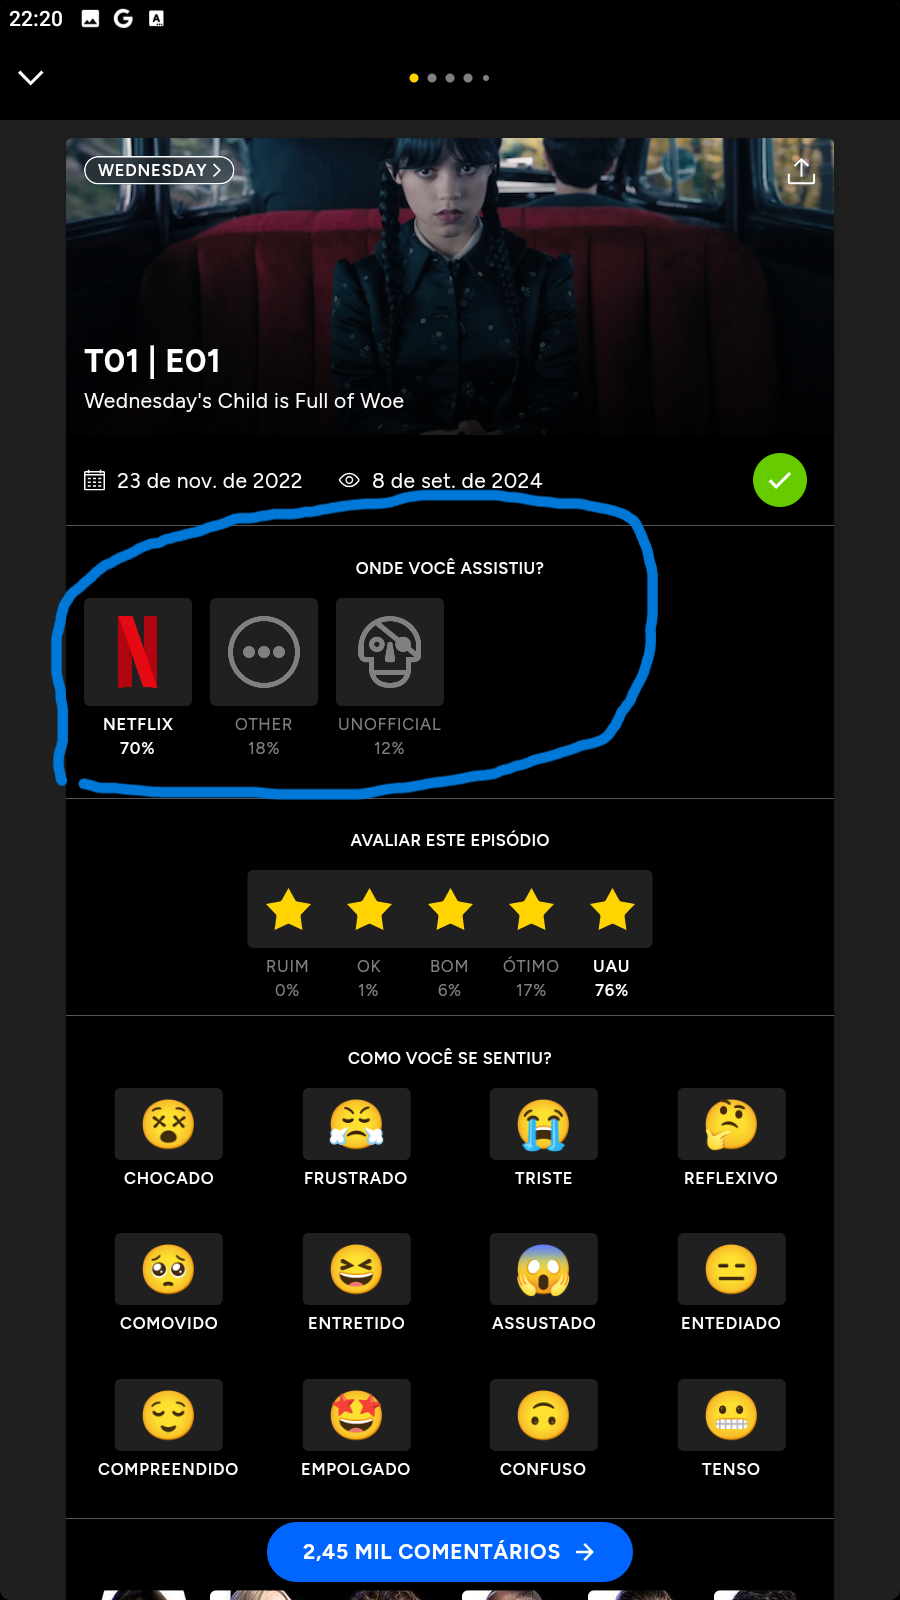 22:20
WEDNESDAY
T01 | E01
Wednesday's Child is Full of Woe
23 de nov. de 2022 8 de set. de 2024
ONDE VOCÊ ASSISTIU?
NETFLIX OTHER UNOFFICIAL
70% 18% 12%
AVALIAR ESTE EPISÓDIO
RUIM OK BOM ÓTIMO UAU
0% 1% 6% 17% 76%
COMO VOCÊ SE SENTIU?
CHOCADO FRUSTRADO TRISTE REFLEXIVO
COMOVIDO ENTRETIDO ASSUSTADO ENTEDIADO
COMPREENDIDO EMPOLGADO CONFUSO TENSO
2,45 MIL COMENTÁRIOS